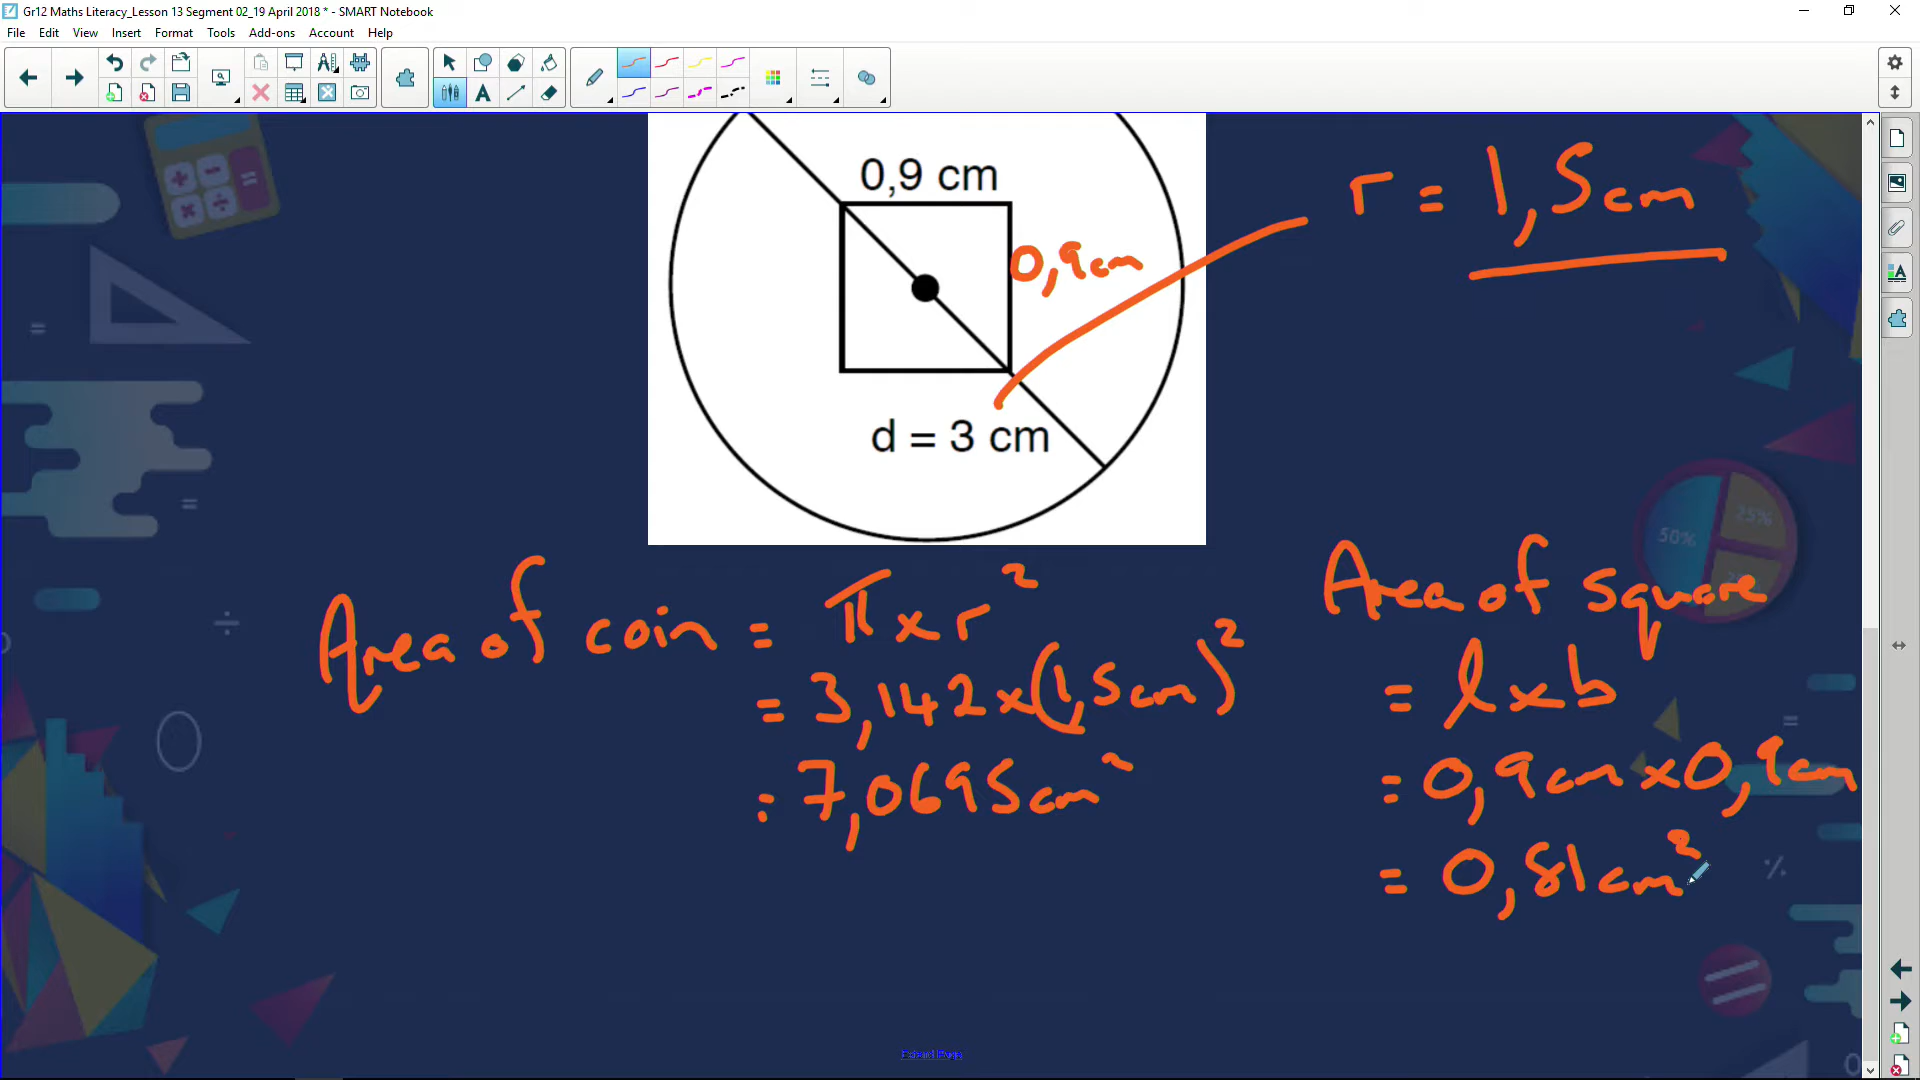 Gr12 Maths Literacy_Lesson 13 Segment 02_19 April 2018 * - SMART Notebook
File Edit View Insert Format Tools Add-ons Account Help
0,9 cm
r = 1,5cm
0,9cm
d = 3 cm
50%
25%
Area of coin = π x r²
= 3,142 x (1,5cm)²
= 7,0695cm²
Area of square
= l x b
= 0,9cm x 0,9cm
= 0,81cm²
Extend Page